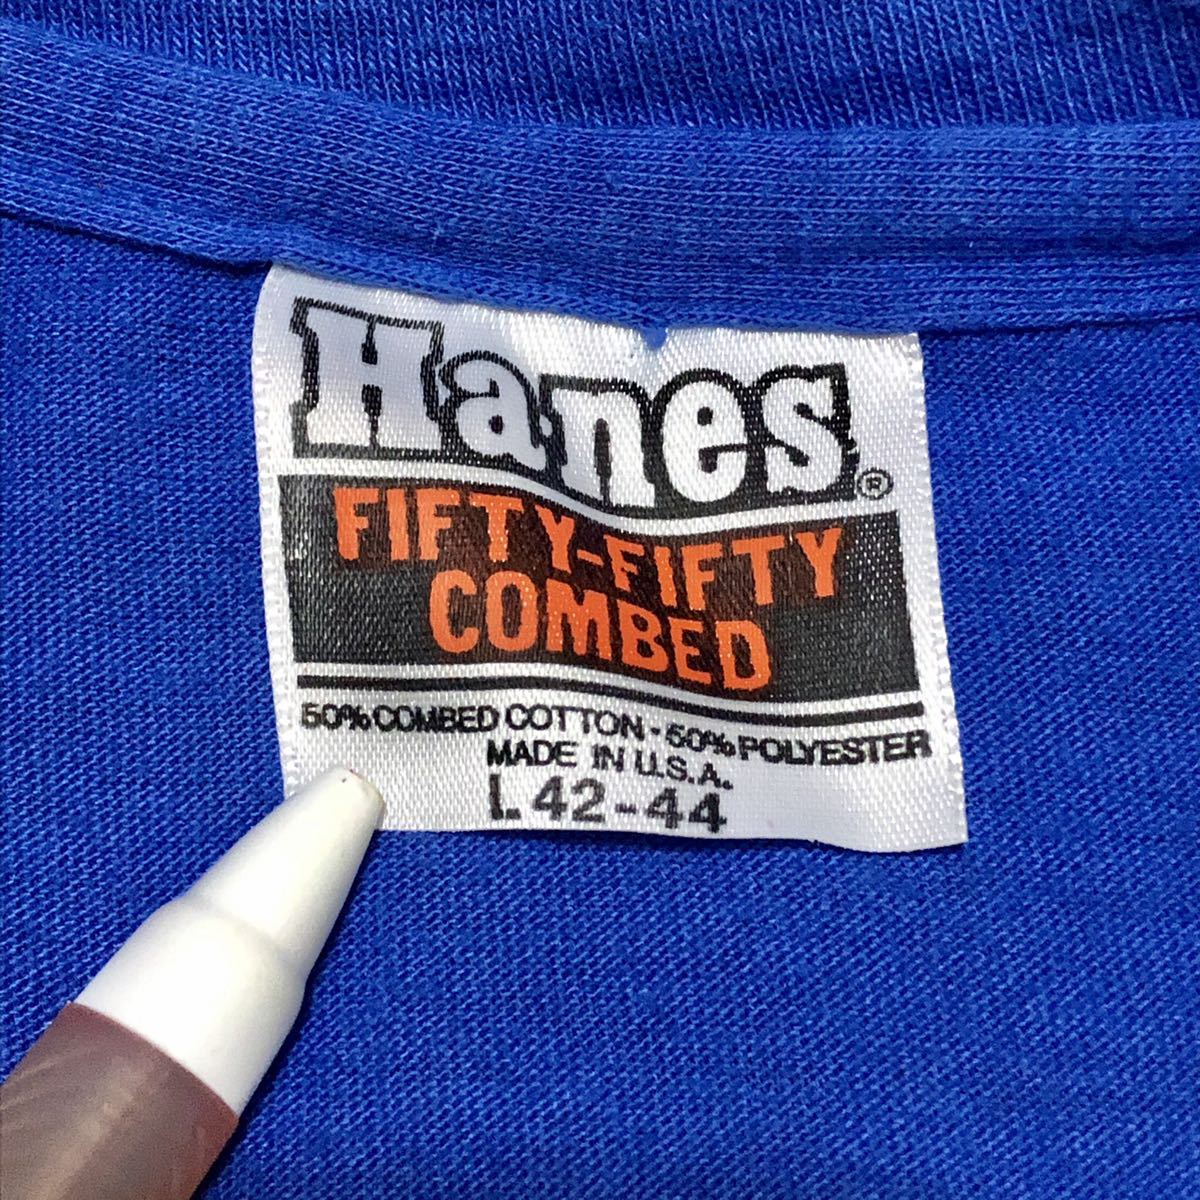 Hanes®
FIFTY-FIFTY
COMBED
50% COMBED COTTON - 50% POLYESTER
MADE IN U.S.A.
L 42-44